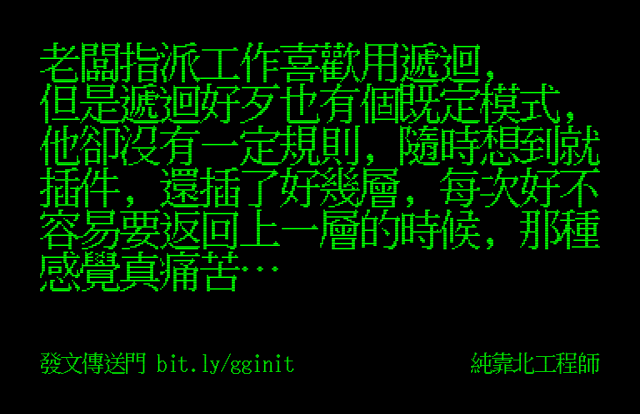 老闆指派工作喜歡用遞迴，
但是遞迴好歹也有個既定模式，
他卻沒有一定規則，隨時想到就
插件，還插了好幾層，每次好不
容易要返回上一層的時候，那種
感覺真痛苦…
發文傳送門 bit.ly/gginit
純靠北工程師